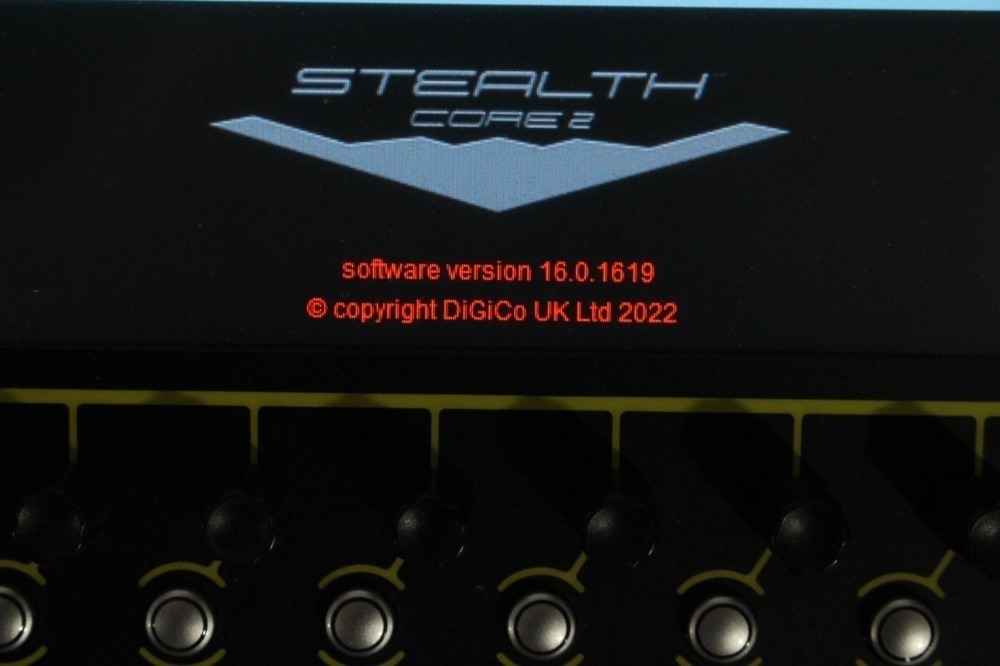 STEALTH
CORE 2
software version 16.0.1619
© copyright DiGiCo UK Ltd 2022